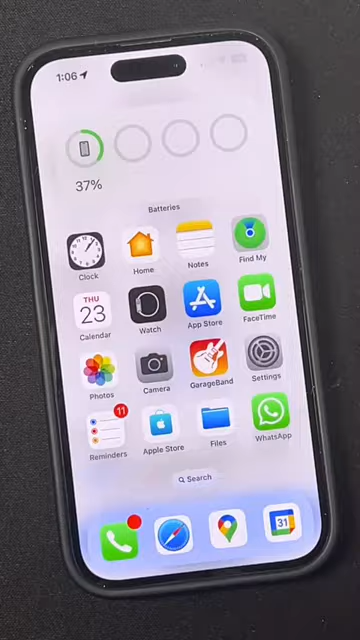 1:06
37%
Batteries
Clock
Home
Notes
Find My
THU
23
Calendar
Watch
App Store
FaceTime
Photos
Camera
GarageBand
Settings
11
Reminders
Apple Store
Files
WhatsApp
Search
31